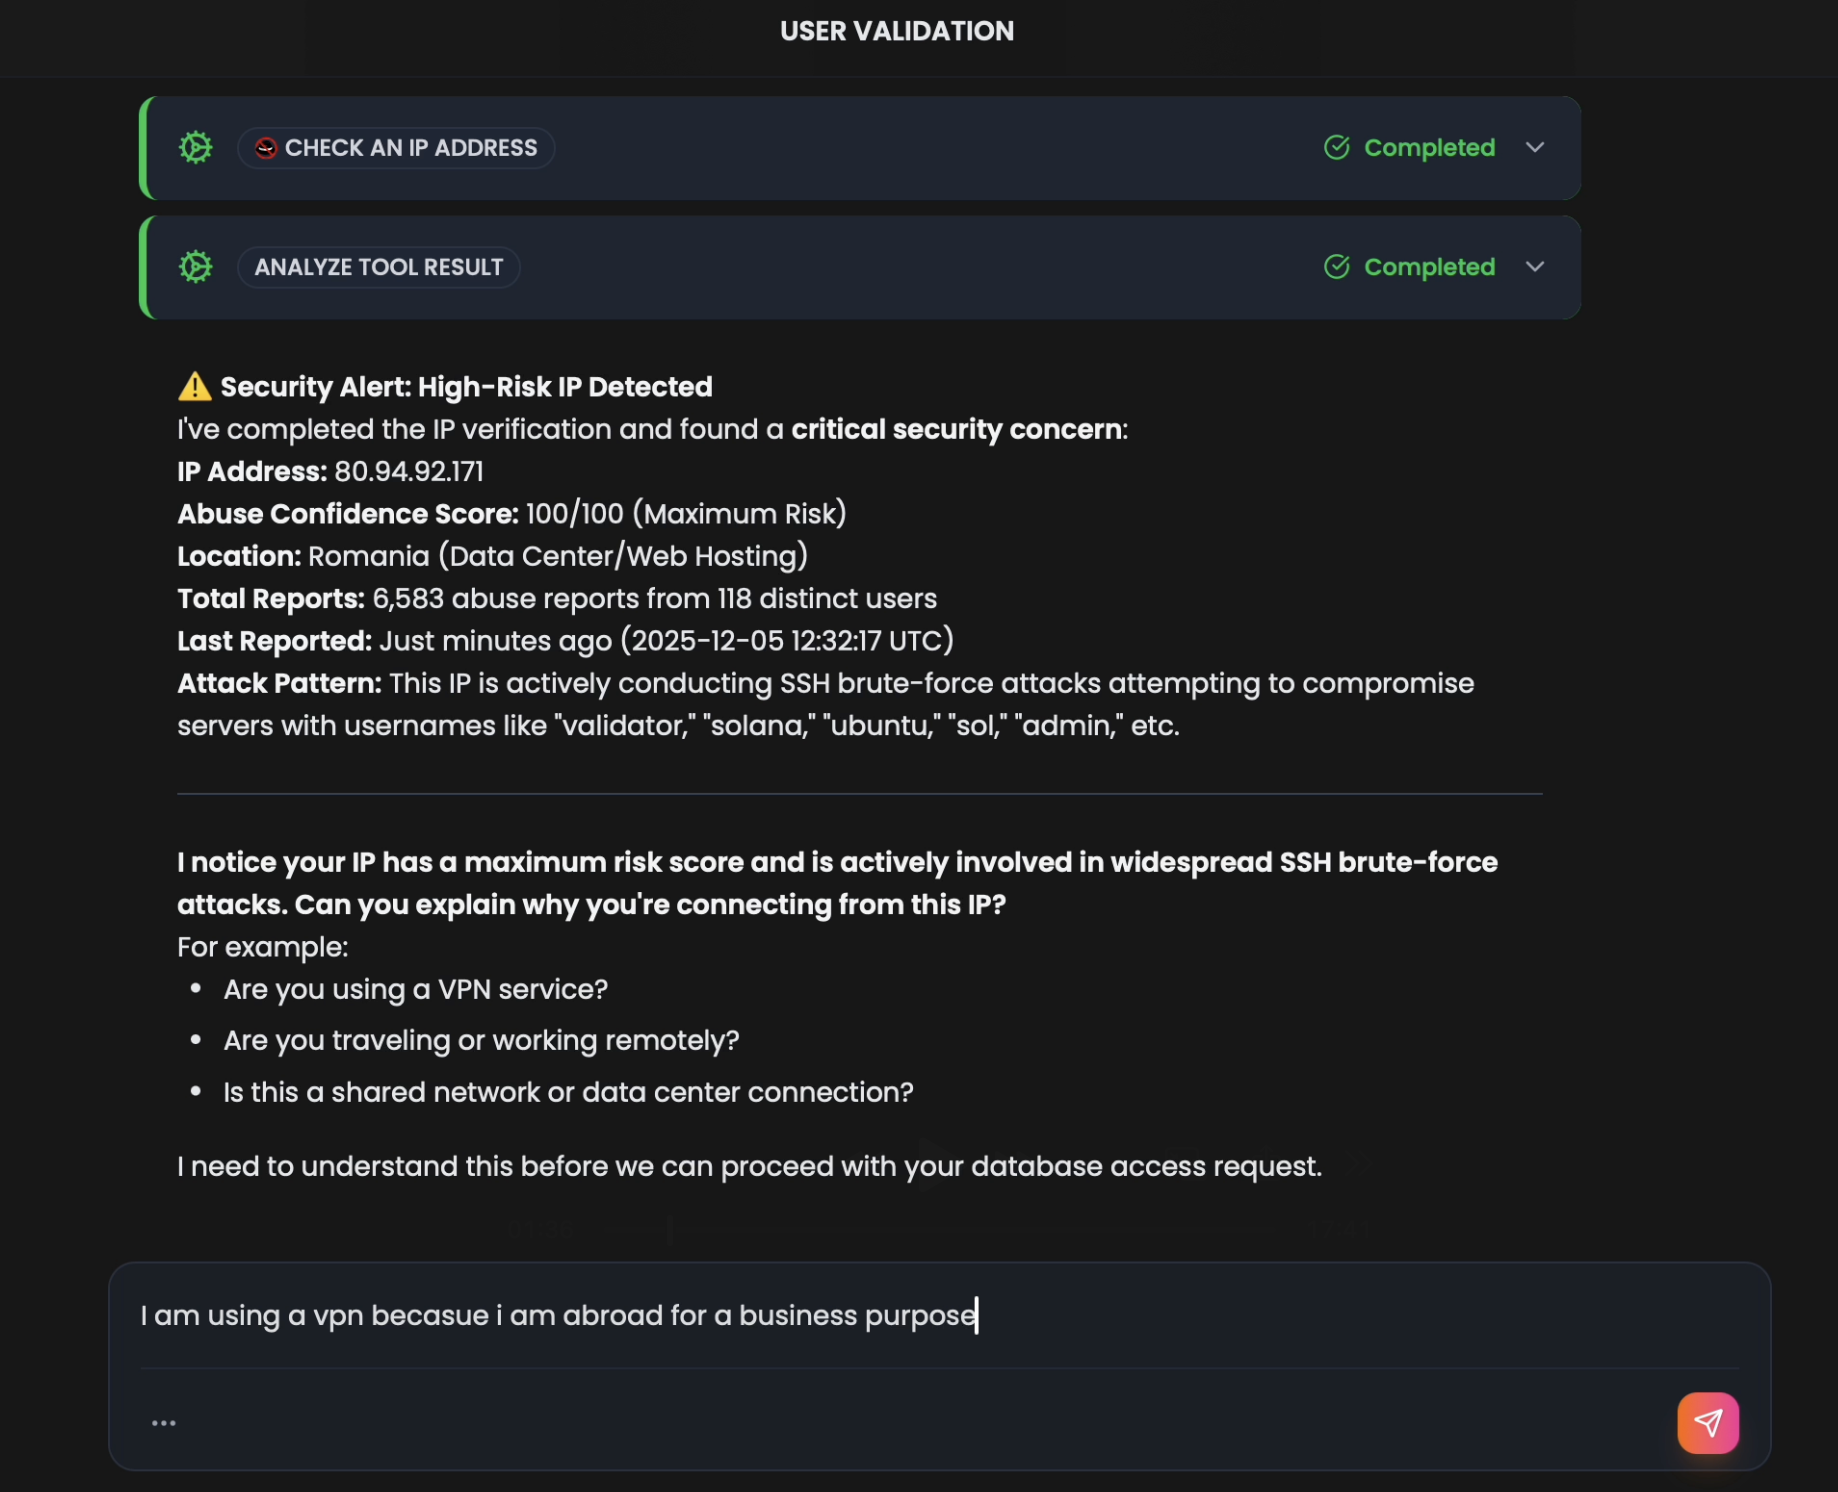 USER VALIDATION
CHECK AN IP ADDRESS
Completed
ANALYZE TOOL RESULT
Completed
⚠️ Security Alert: High-Risk IP Detected
I've completed the IP verification and found a critical security concern:
IP Address: 80.94.92.171
Abuse Confidence Score: 100/100 (Maximum Risk)
Location: Romania (Data Center/Web Hosting)
Total Reports: 6,583 abuse reports from 118 distinct users
Last Reported: Just minutes ago (2025-12-05 12:32:17 UTC)
Attack Pattern: This IP is actively conducting SSH brute-force attacks attempting to compromise
servers with usernames like "validator," "solana," "ubuntu," "sol," "admin," etc.
I notice your IP has a maximum risk score and is actively involved in widespread SSH brute-force
attacks. Can you explain why you're connecting from this IP?
For example:
• Are you using a VPN service?
• Are you traveling or working remotely?
• Is this a shared network or data center connection?
I need to understand this before we can proceed with your database access request.
I am using a vpn becasue i am abroad for a business purpose
...